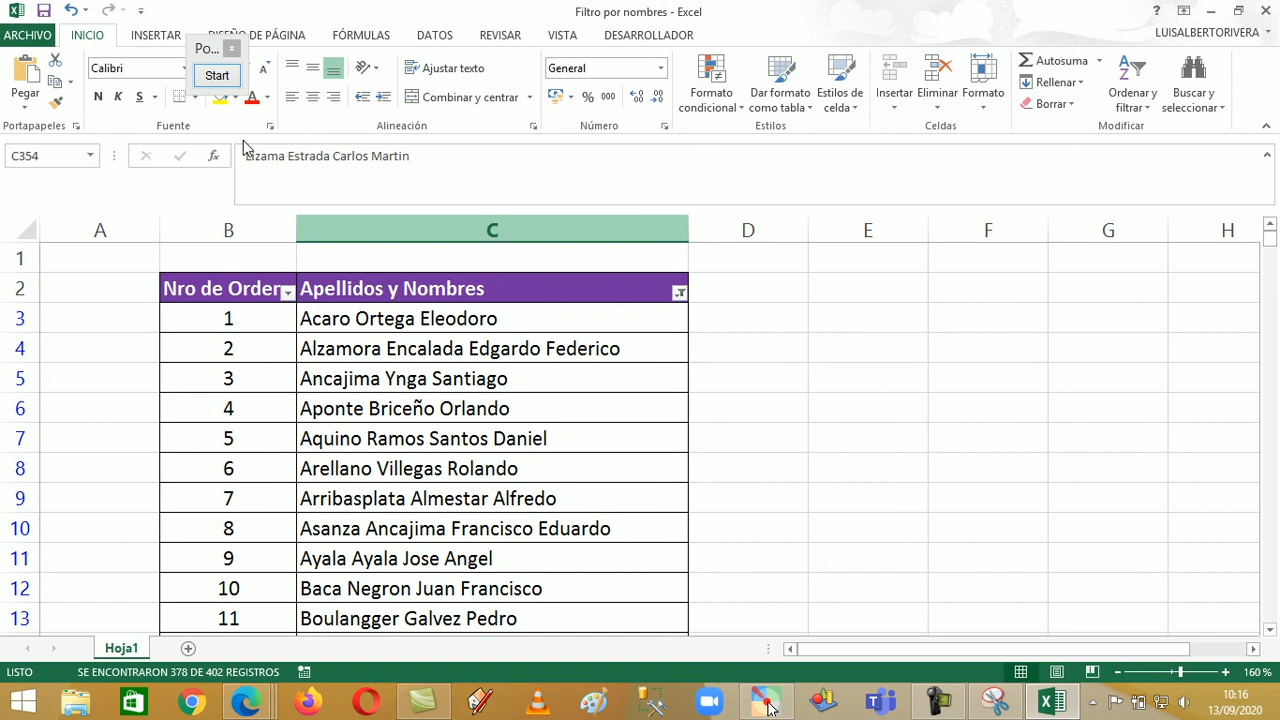 Filtro por nombres - Excel
ARCHIVO INICIO INSERTAR DISEÑO DE PÁGINA FÓRMULAS DATOS REVISAR VISTA DESARROLLADOR LUISALBERTORIVERA
Po... x
Start
Pegar
Portapapeles
Calibri
N K S A
Fuente
Ajustar texto
Combinar y centrar
Alineación
General
% 000
Número
Formato condicional
Dar formato como tabla
Estilos de celda
Estilos
Insertar Eliminar Formato
Celdas
Autosuma
Rellenar
Borrar
Ordenar y filtrar
Buscar y seleccionar
Modificar
C354 fx Lizama Estrada Carlos Martin
A B C D E F G H
1
2 Nro de Orden Apellidos y Nombres
3 1 Acaro Ortega Eleodoro
4 2 Alzamora Encalada Edgardo Federico
5 3 Ancajima Ynga Santiago
6 4 Aponte Briceño Orlando
7 5 Aquino Ramos Santos Daniel
8 6 Arellano Villegas Rolando
9 7 Arribasplata Almestar Alfredo
10 8 Asanza Ancajima Francisco Eduardo
11 9 Ayala Ayala Jose Angel
12 10 Baca Negron Juan Francisco
13 11 Boulangger Galvez Pedro
Hoja1
LISTO SE ENCONTRARON 378 DE 402 REGISTROS 160 %
10:16
13/09/2020